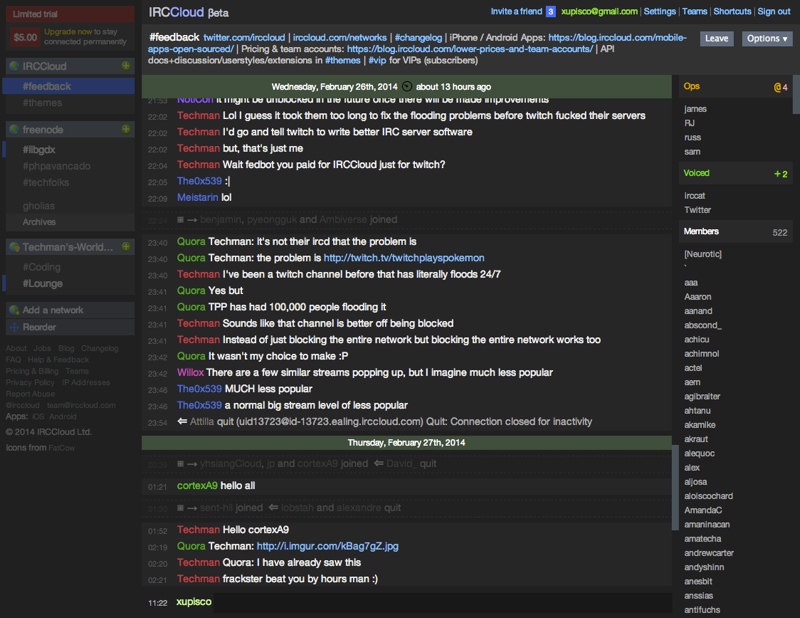 Limited trial
$5.00 Upgrade now to stay connected permanently
IRCCloud
#feedback
#themes
freenode
#libgdx
#phpavancado
#techfolks
gholias
Archives
Techman's-World...
#Coding
#Lounge
Add a network
Reorder
About Jobs Blog Changelog
FAQ Help & Feedback
Pricing & Billing Teams
Privacy Policy IP Addresses
Report Abuse
@irccloud team@irccloud.com
Apps: iOS Android
© 2014 IRCCloud Ltd.
Icons from FatCow
IRCCloud βeta
Invite a friend 3 xupisco@gmail.com | Settings | Teams | Shortcuts | Sign out
#feedback twitter.com/irccloud | irccloud.com/networks | #changelog | iPhone / Android Apps: https://blog.irccloud.com/mobile-
apps-open-sourced/ | Pricing & team accounts: https://blog.irccloud.com/lower-prices-and-team-accounts/ | API
docs+discussion/userstyles/extensions in #themes | #vip for VIPs (subscribers)
Leave
Options ▾
Wednesday, February 26th, 2014 about 13 hours ago
21:53 NotiCon It might be unblocked in the future once there will be made improvements
22:02 Techman Lol I guess it took them too long to fix the flooding problems before twitch fucked their servers
22:02 Techman I'd go and tell twitch to write better IRC server software
22:02 Techman but, that's just me
22:04 Techman Wait fedbot you paid for IRCCloud just for twitch?
22:05 The0x539 :|
22:09 Meistarin lol
→ benjamin, pyeongguk and Ambiverse joined
23:40 Quora Techman: it's not their ircd that the problem is
23:40 Quora Techman: the problem is http://twitch.tv/twitchplayspokemon
23:40 Techman I've been a twitch channel before that has literally floods 24/7
23:41 Quora Yes but
23:41 Quora TPP has had 100,000 people flooding it
23:41 Techman Sounds like that channel is better off being blocked
23:41 Techman Instead of just blocking the entire network but blocking the entire network works too
23:42 Quora It wasn't my choice to make :P
23:42 Willox There are a few similar streams popping up, but I imagine much less popular
23:46 The0x539 MUCH less popular
23:46 The0x539 a normal big stream level of less popular
23:54 ⇐ Attilla quit (uid13723@id-13723.ealing.irccloud.com) Quit: Connection closed for inactivity
Thursday, February 27th, 2014
→ yhsiangCloud, jp and cortexA9 joined ⇐ David_ quit
01:21 cortexA9 hello all
→ sent-hil joined ⇐ lobstah and alexandre quit
01:52 Techman Hello cortexA9
02:19 Quora Techman: http://i.imgur.com/kBag7gZ.jpg
02:20 Techman Quora: I have already saw this
02:21 Techman frackster beat you by hours man :)
11:22 xupisco
Ops @ 4
james
RJ
russ
sam
Voiced + 2
irccat
Twitter
Members 522
[Neurotic]
`
aaa
Aaron
aanand
abscond_
achicu
achimnol
actel
aem
agibralter
ahtanu
akamike
akraut
alequoc
alex
aljosa
aloiscochard
AmandaC
amaninacan
amatecha
andrewcarter
andyshinn
anesbit
anssias
antifuchs